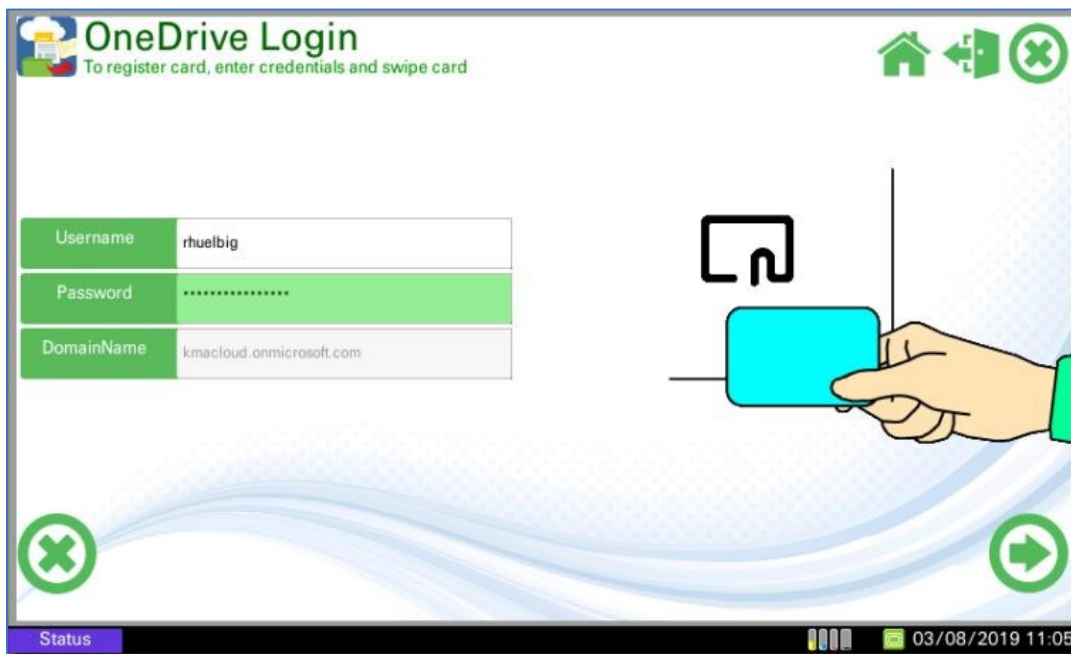 OneDrive Login
To register card, enter credentials and swipe card
Username
rhuelbig
Password
****************
DomainName
kmacloud.onmicrosoft.com
Status
03/08/2019 11:05